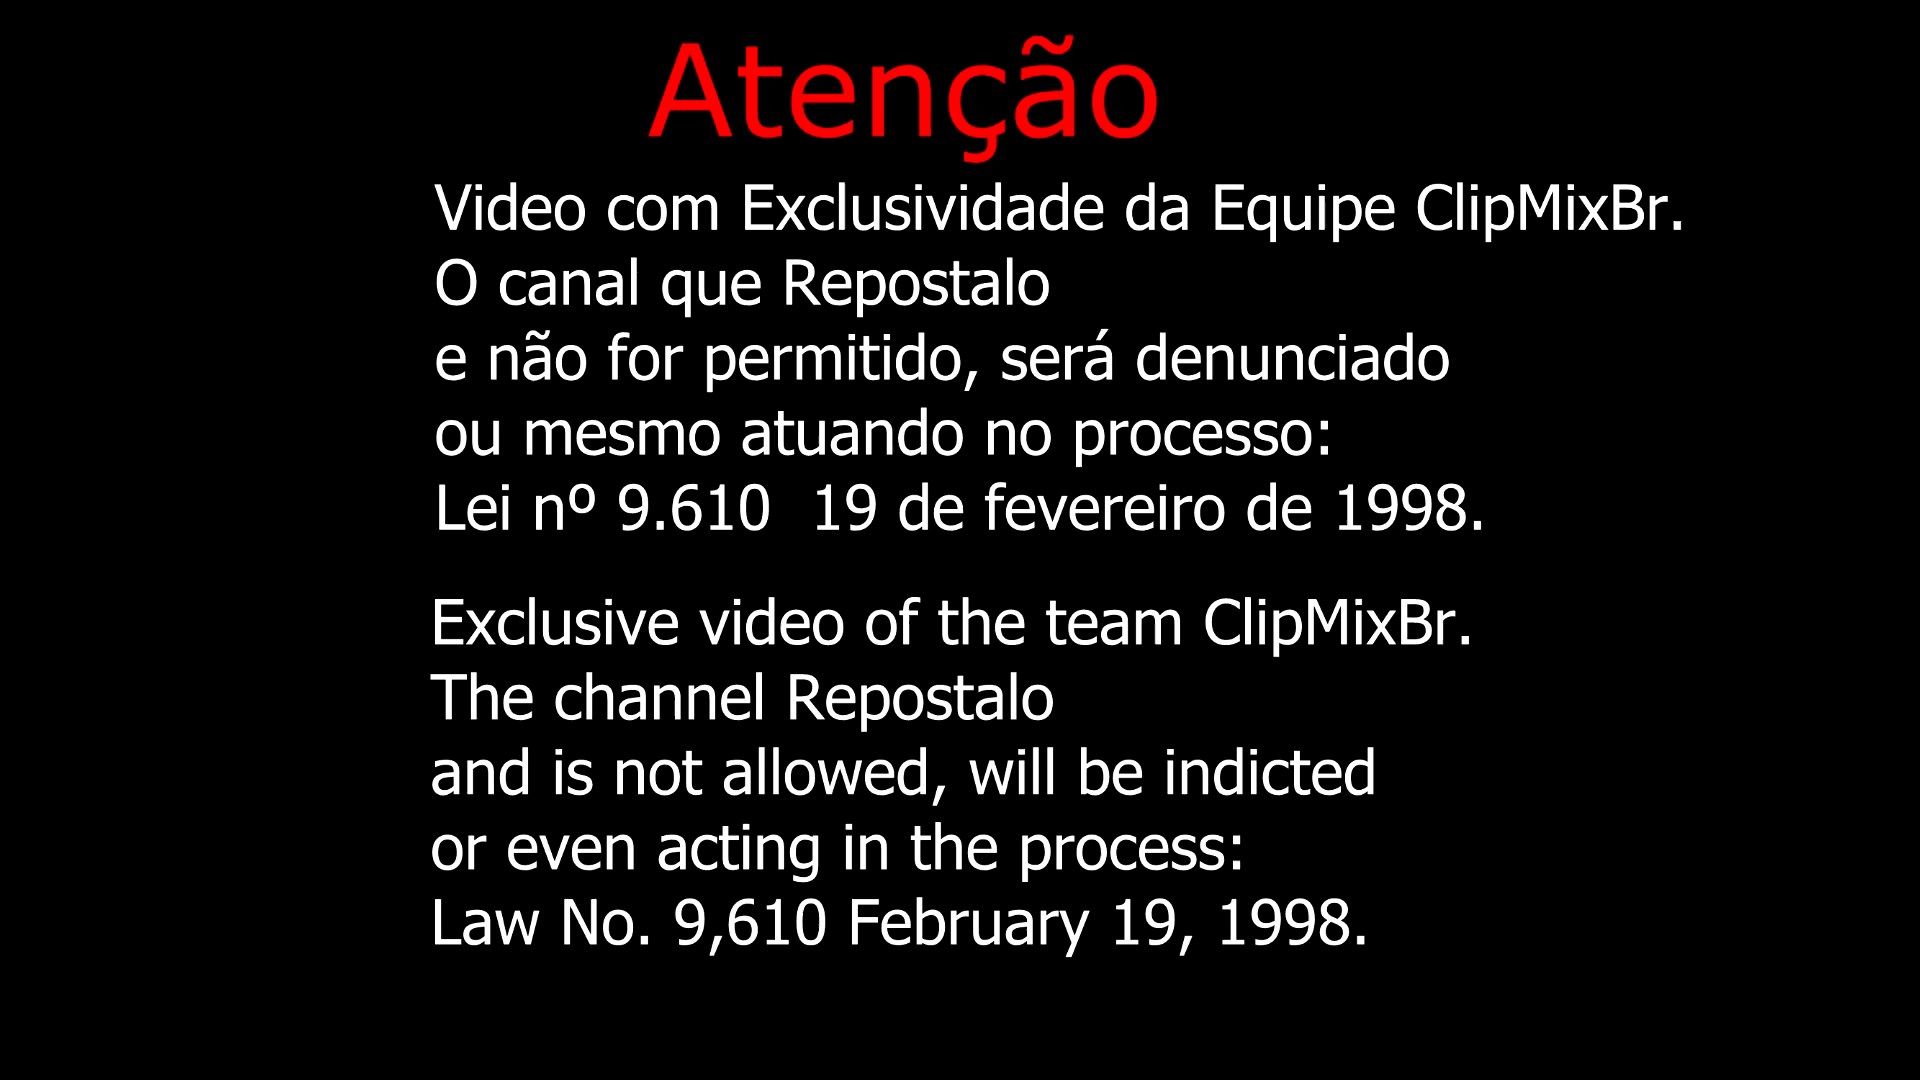 Atenção
Video com Exclusividade da Equipe ClipMixBr.
O canal que Repostalo
e não for permitido, será denunciado
ou mesmo atuando no processo:
Lei nº 9.610  19 de fevereiro de 1998.
Exclusive video of the team ClipMixBr.
The channel Repostalo
and is not allowed, will be indicted
or even acting in the process:
Law No. 9,610 February 19, 1998.